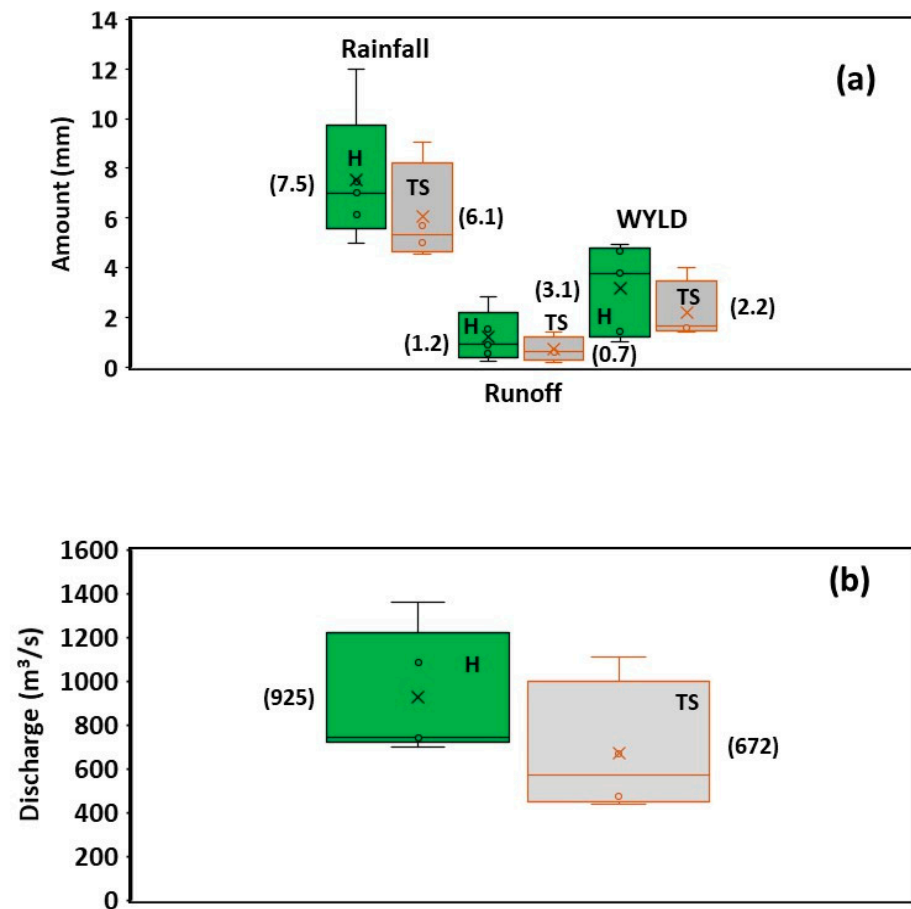 14
12
10
8
6
4
2
0
Amount (mm)
Rainfall
(a)
H
(7.5)
TS
(6.1)
WYLD
H
(1.2)
TS
(0.7)
(3.1)
H
TS
(2.2)
Runoff
1600
1400
1200
1000
800
600
400
200
0
Discharge (m³/s)
(b)
H
(925)
TS
(672)